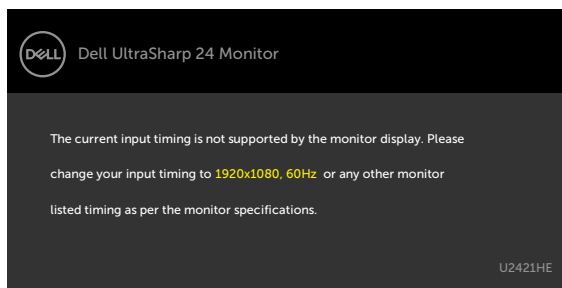 DELL
Dell UltraSharp 24 Monitor
The current input timing is not supported by the monitor display. Please
change your input timing to 1920x1080, 60Hz or any other monitor
listed timing as per the monitor specifications.
U2421HE